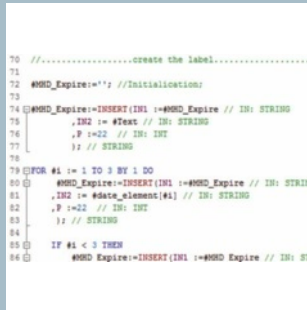 70 //....................create the label....................
71
72 #MHD_Expire:=''; //Initialication;
73
74 #MHD_Expire:=INSERT(IN1 :=#MHD_Expire // IN: STRING
75 ,IN2 := #Text // IN: STRING
76 ,P :=22 // IN: INT
77 ); // STRING
78
79 FOR #i := 1 TO 3 BY 1 DO
80 #MHD_Expire:=INSERT(IN1 :=#MHD_Expire // IN: STRIN
81 ,IN2 := #date_element[#i] // IN: STRING
82 ,P :=22 // IN: INT
83 ); // STRING
84
85 IF #i < 3 THEN
86 #MHD_Expire:=INSERT(IN1 :=#MHD_Expire // IN: ST